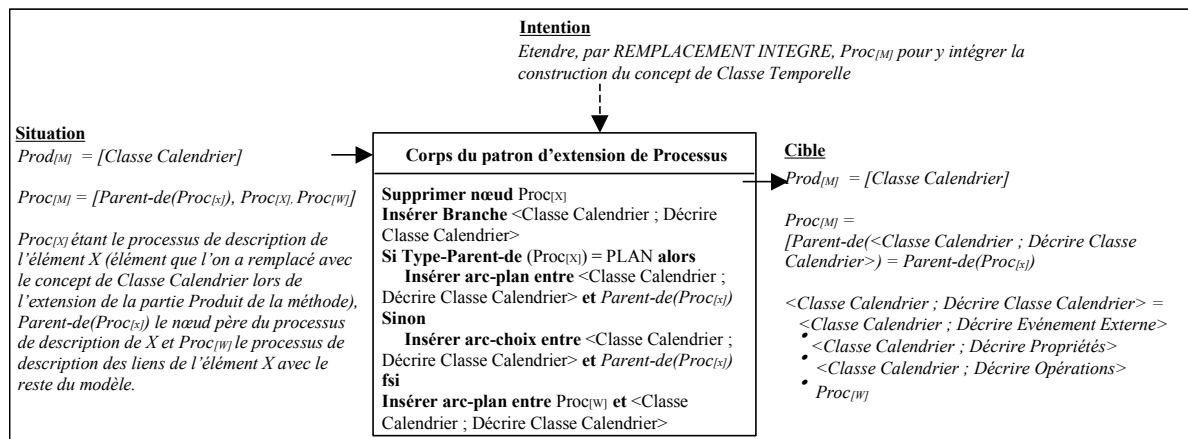 Intention
Etendre, par REMPLACEMENT INTEGRE, Proc[M] pour y intégrer la
construction du concept de Classe Temporelle
Situation
Prod[M] = [Classe Calendrier]
Proc[M] = [Parent-de(Proc[x]), Proc[X], Proc[W]]
Proc[X] étant le processus de description de
l'élément X (élément que l'on a remplacé avec
le concept de Classe Calendrier lors de
l'extension de la partie Produit de la méthode),
Parent-de(Proc[x]) le nœud père du processus
de description de X et Proc[W] le processus de
description des liens de l'élément X avec le
reste du modèle.
Corps du patron d'extension de Processus
Supprimer nœud Proc[X]
Insérer Branche <Classe Calendrier ; Décrire
Classe Calendrier>
Si Type-Parent-de (Proc[X]) = PLAN alors
Insérer arc-plan entre <Classe Calendrier ;
Décrire Classe Calendrier> et Parent-de(Proc[x])
Sinon
Insérer arc-choix entre <Classe Calendrier ;
Décrire Classe Calendrier> et Parent-de(Proc[x])
fsi
Insérer arc-plan entre Proc[W] et <Classe
Calendrier ; Décrire Classe Calendrier>
Cible
Prod[M] = [Classe Calendrier]
Proc[M] =
[Parent-de(<Classe Calendrier ; Décrire Classe
Calendrier>) = Parent-de(Proc[x])
<Classe Calendrier ; Décrire Classe Calendrier> =
<Classe Calendrier ; Décrire Evénement Externe>
• <Classe Calendrier ; Décrire Propriétés>
• <Classe Calendrier ; Décrire Opérations>
• Proc[W]